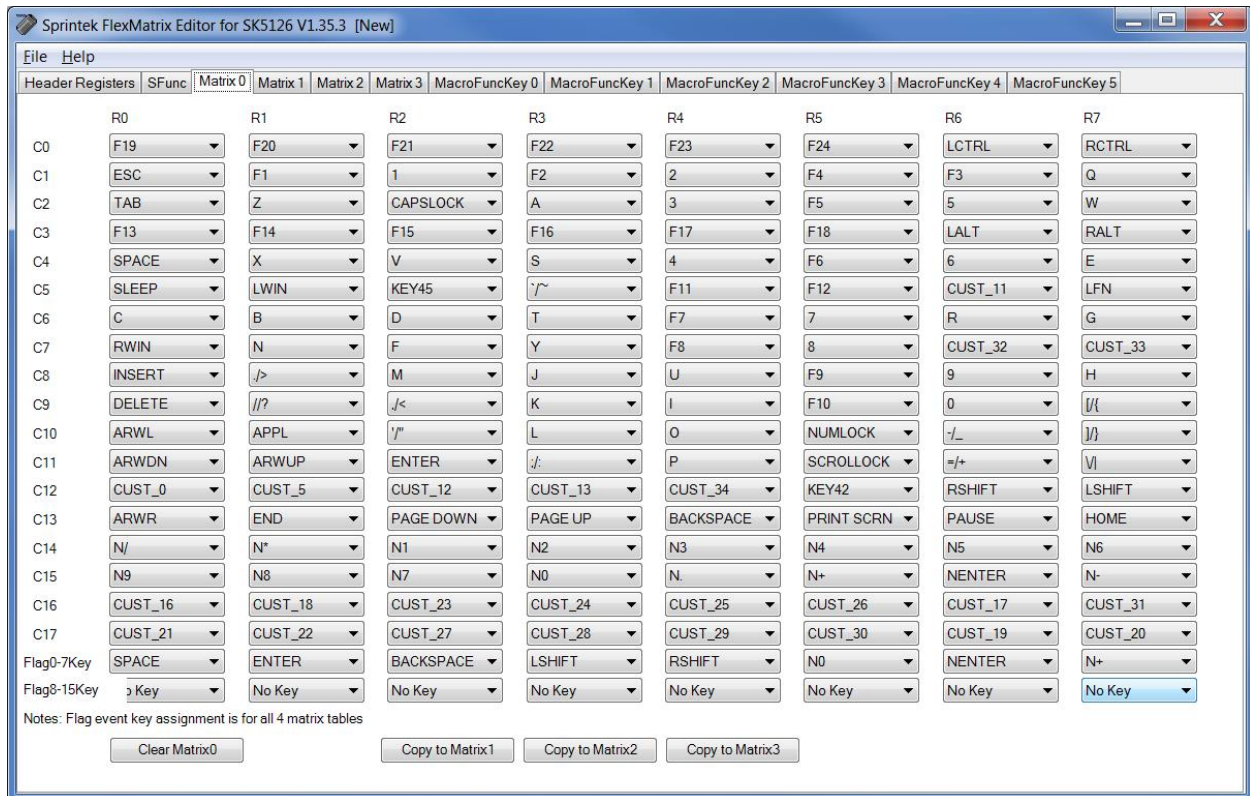 Sprintek FlexMatrix Editor for SK5126 V1.35.3 [New]
File Help
Header Registers SFunc Matrix 0 Matrix 1 Matrix 2 Matrix 3 MacroFuncKey 0 MacroFuncKey 1 MacroFuncKey 2 MacroFuncKey 3 MacroFuncKey 4 MacroFuncKey 5
R0 R1 R2 R3 R4 R5 R6 R7
C0 F19 F20 F21 F22 F23 F24 LCTRL RCTRL
C1 ESC F1 1 F2 2 F4 F3 Q
C2 TAB Z CAPSLOCK A 3 F5 5 W
C3 F13 F14 F15 F16 F17 F18 LALT RALT
C4 SPACE X V S 4 F6 6 E
C5 SLEEP LWIN KEY45 `/~ F11 F12 CUST_11 LFN
C6 C B D T F7 7 R G
C7 RWIN N F Y F8 8 CUST_32 CUST_33
C8 INSERT ./> M J U F9 9 H
C9 DELETE //? ,/< K I F10 0 [/{
C10 ARWL APPL '/" L O NUMLOCK -/_ ]/}
C11 ARWDN ARWUP ENTER ;/: P SCROLLOCK =/+ \/|
C12 CUST_0 CUST_5 CUST_12 CUST_13 CUST_34 KEY42 RSHIFT LSHIFT
C13 ARWR END PAGE DOWN PAGE UP BACKSPACE PRINT SCRN PAUSE HOME
C14 N/ N* N1 N2 N3 N4 N5 N6
C15 N9 N8 N7 N0 N. N+ NENTER N-
C16 CUST_16 CUST_18 CUST_23 CUST_24 CUST_25 CUST_26 CUST_17 CUST_31
C17 CUST_21 CUST_22 CUST_27 CUST_28 CUST_29 CUST_30 CUST_19 CUST_20
Flag0-7Key SPACE ENTER BACKSPACE LSHIFT RSHIFT N0 NENTER N+
Flag8-15Key Key No Key No Key No Key No Key No Key No Key No Key
Notes: Flag event key assignment is for all 4 matrix tables
Clear Matrix0 Copy to Matrix1 Copy to Matrix2 Copy to Matrix3